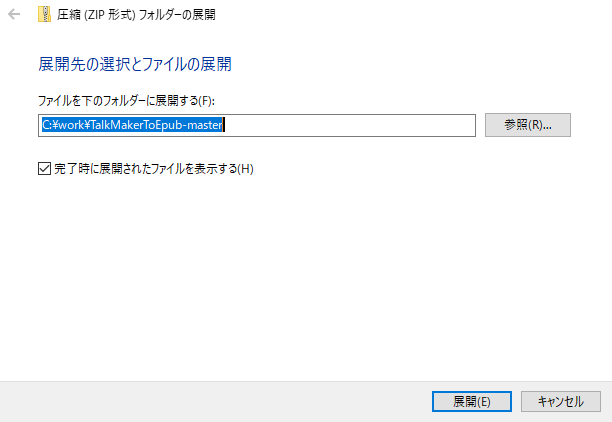 圧縮 (ZIP 形式) フォルダーの展開
展開先の選択とファイルの展開
ファイルを下のフォルダーに展開する(F):
C:¥work¥TalkMakerToEpub-master
参照(R)...
完了時に展開されたファイルを表示する(H)
展開(E)
キャンセル